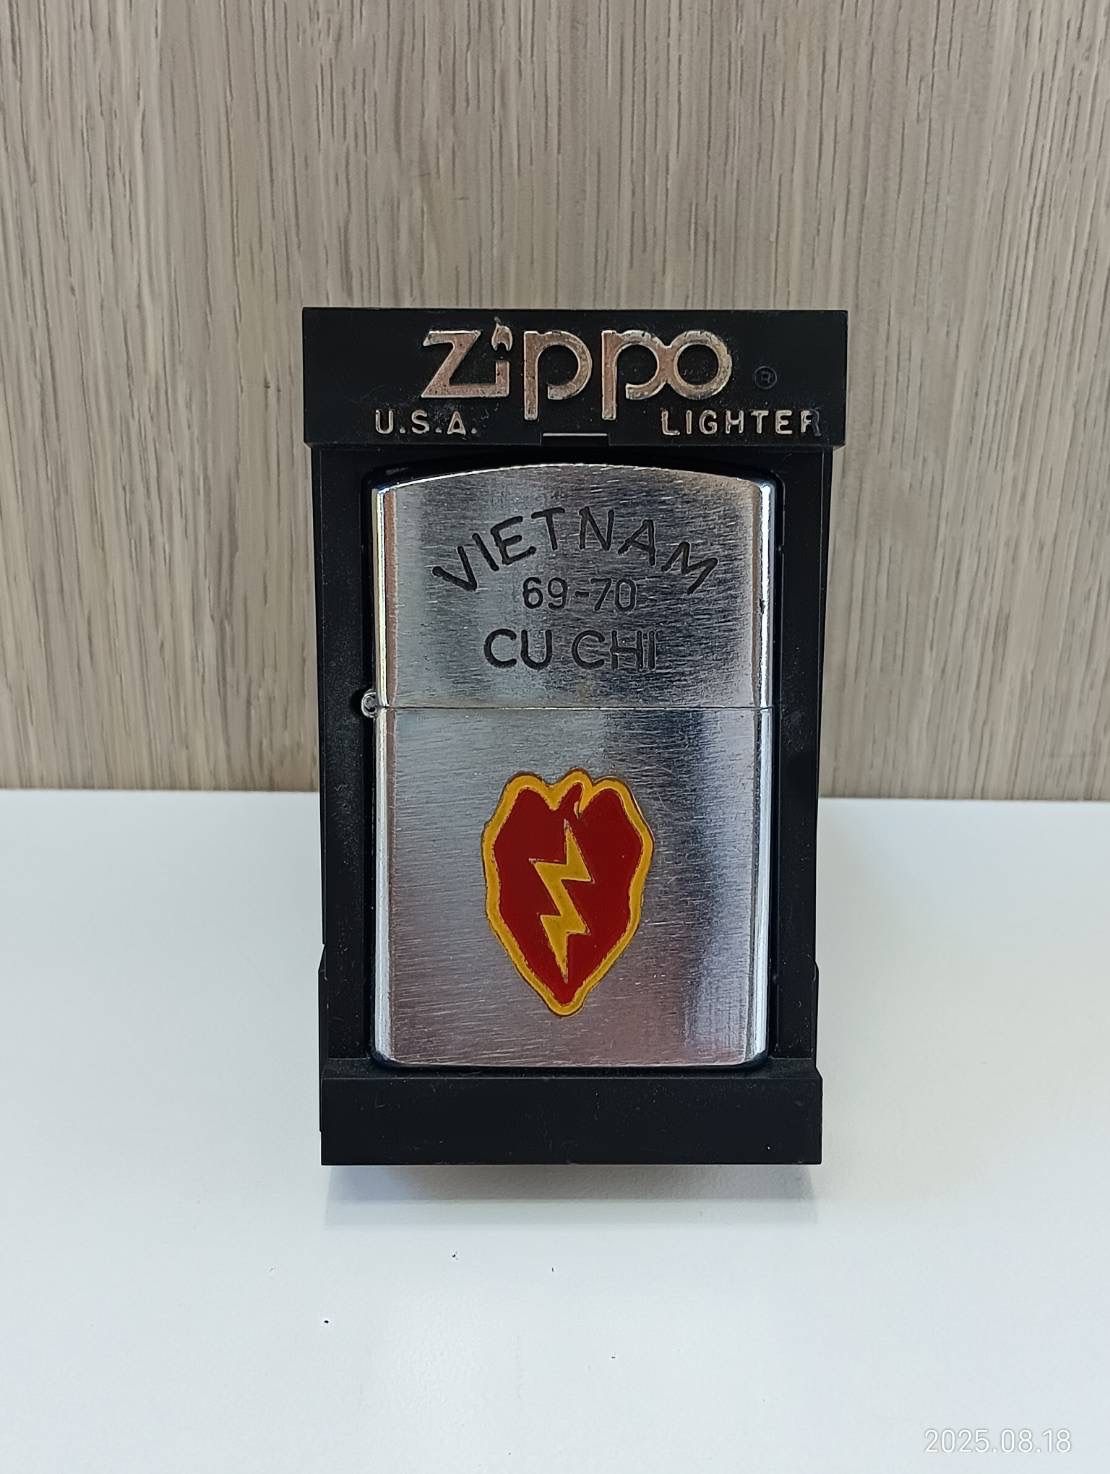 zippo ®
U.S.A. LIGHTER
VIETNAM
69-70
CU CHI
2025.08.18